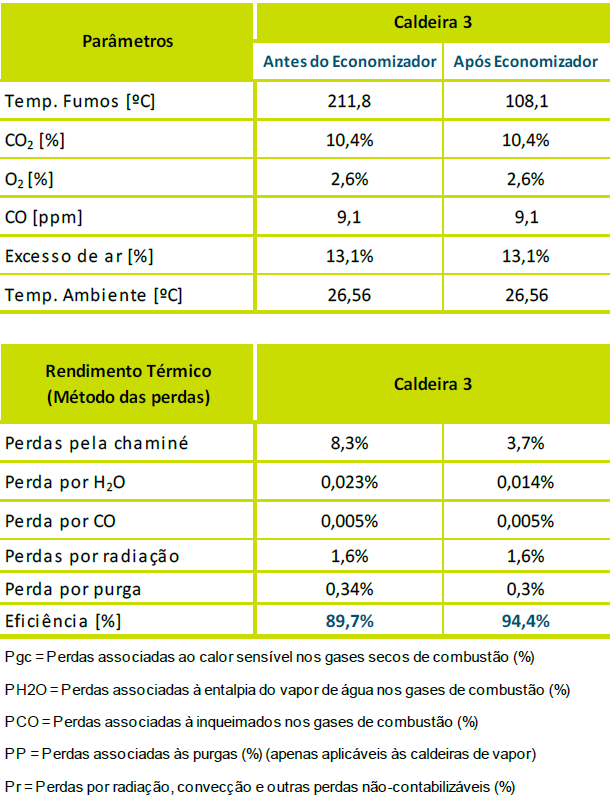 Parâmetros
Caldeira 3
Antes do Economizador Após Economizador
Temp. Fumos [ºC] 211,8 108,1
CO2 [%] 10,4% 10,4%
O2 [%] 2,6% 2,6%
CO [ppm] 9,1 9,1
Excesso de ar [%] 13,1% 13,1%
Temp. Ambiente [ºC] 26,56 26,56
Rendimento Térmico
(Método das perdas)
Caldeira 3
Perdas pela chaminé 8,3% 3,7%
Perda por H2O 0,023% 0,014%
Perda por CO 0,005% 0,005%
Perdas por radiação 1,6% 1,6%
Perda por purga 0,34% 0,3%
Eficiência [%] 89,7% 94,4%
Pgc = Perdas associadas ao calor sensível nos gases secos de combustão (%)
PH2O = Perdas associadas à entalpia do vapor de água nos gases de combustão (%)
PCO = Perdas associadas à inqueimados nos gases de combustão (%)
PP = Perdas associadas às purgas (%) (apenas aplicáveis às caldeiras de vapor)
Pr = Perdas por radiação, convecção e outras perdas não-contabilizáveis (%)